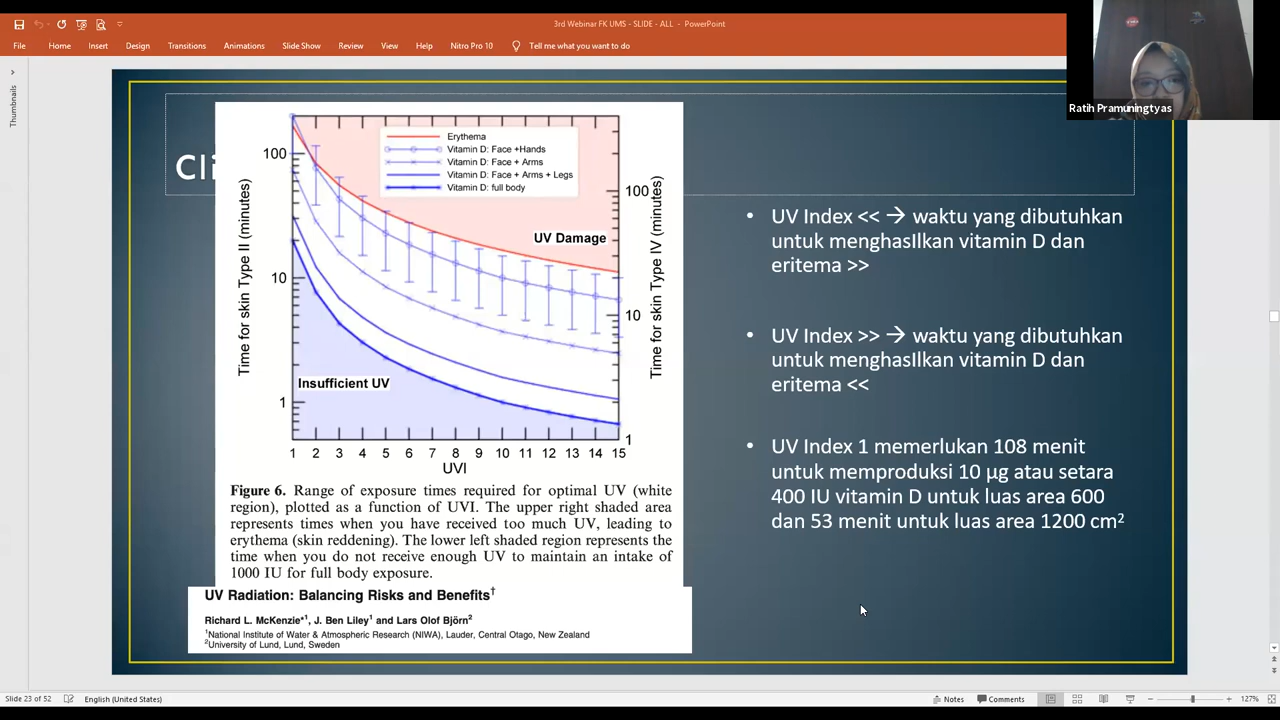 3rd Webinar FK UMS - SLIDE - ALL - PowerPoint
File Home Insert Design Transitions Animations Slide Show Review View Help Nitro Pro 10 Tell me what you want to do
Ratih Pramuningtyas
Thumbnails
Cli
Erythema
Vitamin D: Face +Hands
Vitamin D: Face + Arms
Vitamin D: Face + Arms + Legs
Vitamin D: full body
UV Damage
Insufficient UV
Time for skin Type II (minutes)
100
10
1
Time for skin Type IV (minutes)
100
10
1
1 2 3 4 5 6 7 8 9 10 11 12 13 14 15
UVI
Figure 6. Range of exposure times required for optimal UV (white
region), plotted as a function of UVI. The upper right shaded area
represents times when you have received too much UV, leading to
erythema (skin reddening). The lower left shaded region represents the
time when you do not receive enough UV to maintain an intake of
1000 IU for full body exposure.
UV Radiation: Balancing Risks and Benefits†
Richard L. McKenzie*1, J. Ben Liley1 and Lars Olof Björn2
1National Institute of Water & Atmospheric Research (NIWA), Lauder, Central Otago, New Zealand
2University of Lund, Lund, Sweden
• UV Index << → waktu yang dibutuhkan
untuk menghasIlkan vitamin D dan
eritema >>
• UV Index >> → waktu yang dibutuhkan
untuk menghasIlkan vitamin D dan
eritema <<
• UV Index 1 memerlukan 108 menit
untuk memproduksi 10 µg atau setara
400 IU vitamin D untuk luas area 600
dan 53 menit untuk luas area 1200 cm²
Slide 23 of 52 English (United States) Notes Comments 127%